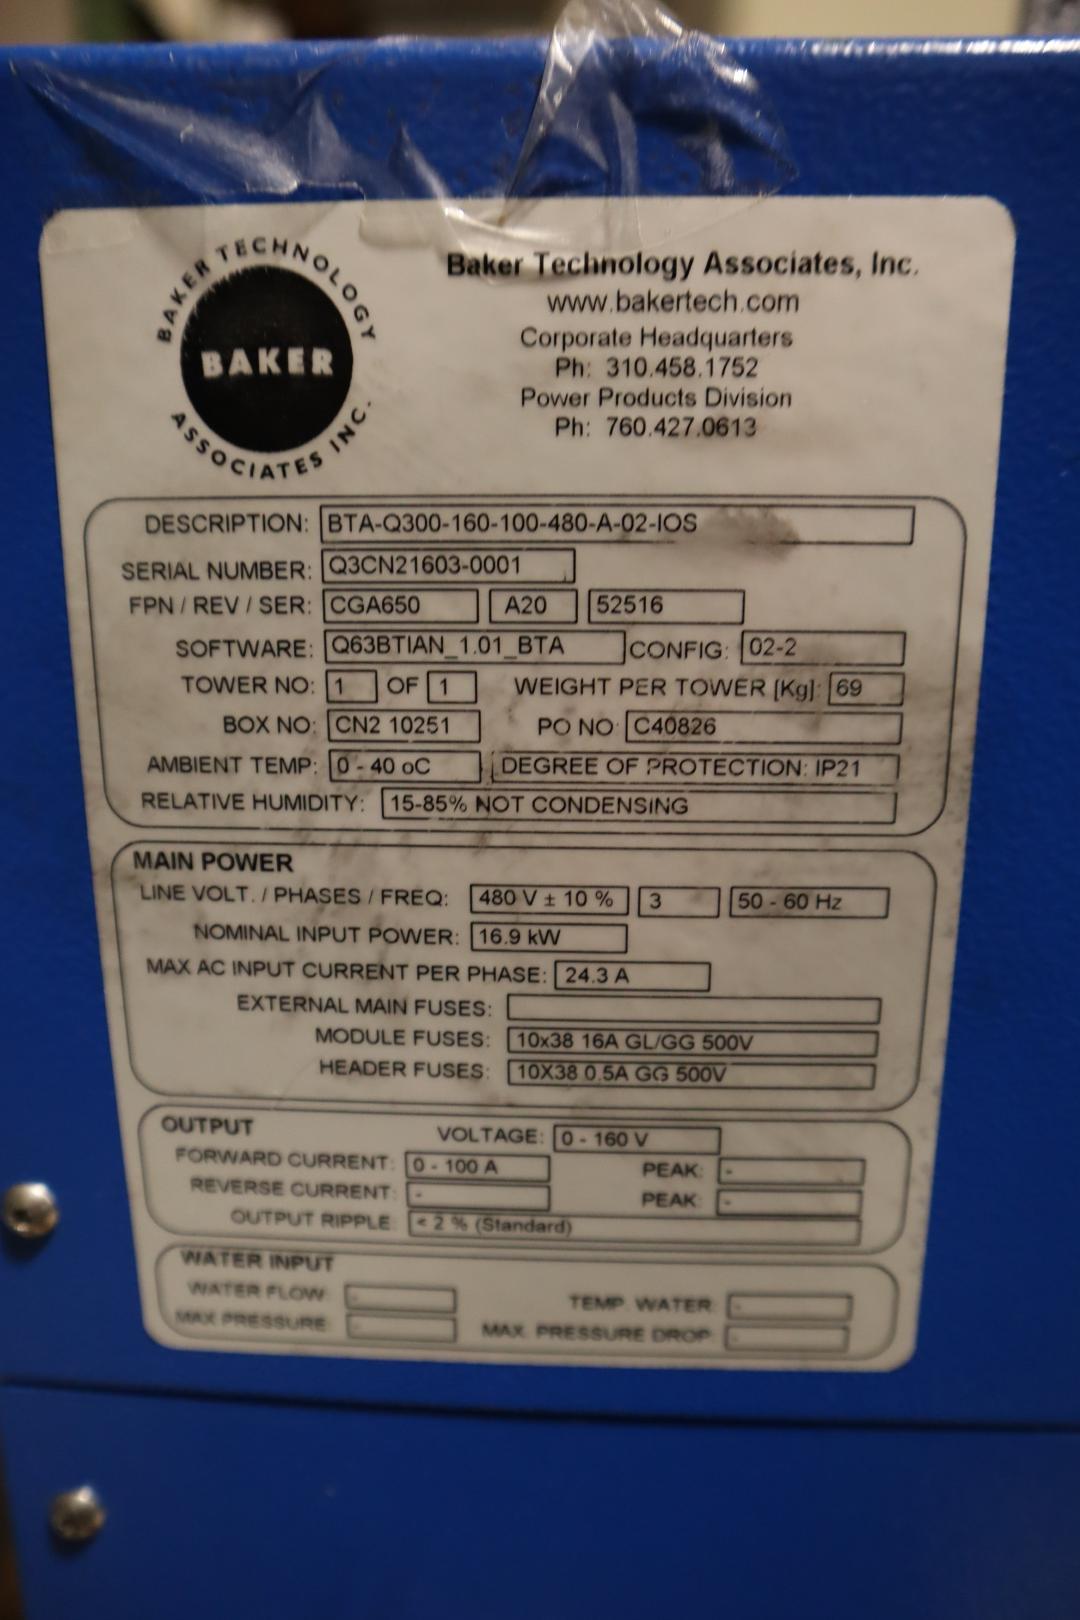 BAKER TECHNOLOGY
BAKER
ASSOCIATES INC.
Baker Technology Associates, Inc.
www.bakertech.com
Corporate Headquarters
Ph: 310.458.1752
Power Products Division
Ph: 760.427.0613
DESCRIPTION: BTA-Q300-160-100-480-A-02-IOS
SERIAL NUMBER: Q3CN21603-0001
FPN / REV / SER: CGA650 A20 52516
SOFTWARE: Q63BTIAN_1.01_BTA CONFIG: 02-2
TOWER NO: 1 OF 1 WEIGHT PER TOWER [Kg]: 69
BOX NO: CN2 10251 PO NO: C40826
AMBIENT TEMP: 0 - 40 oC DEGREE OF PROTECTION: IP21
RELATIVE HUMIDITY: 15-85% NOT CONDENSING
MAIN POWER
LINE VOLT. / PHASES / FREQ: 480 V ± 10 % 3 50 - 60 Hz
NOMINAL INPUT POWER: 16.9 kW
MAX AC INPUT CURRENT PER PHASE: 24.3 A
EXTERNAL MAIN FUSES:
MODULE FUSES: 10x38 16A GL/GG 500V
HEADER FUSES: 10X38 0.5A GG 500V
OUTPUT VOLTAGE: 0 - 160 V
FORWARD CURRENT: 0 - 100 A PEAK: -
REVERSE CURRENT: - PEAK: -
OUTPUT RIPPLE: < 2 % (Standard)
WATER INPUT
WATER FLOW: - TEMP. WATER: -
MAX PRESSURE: - MAX. PRESSURE DROP: -